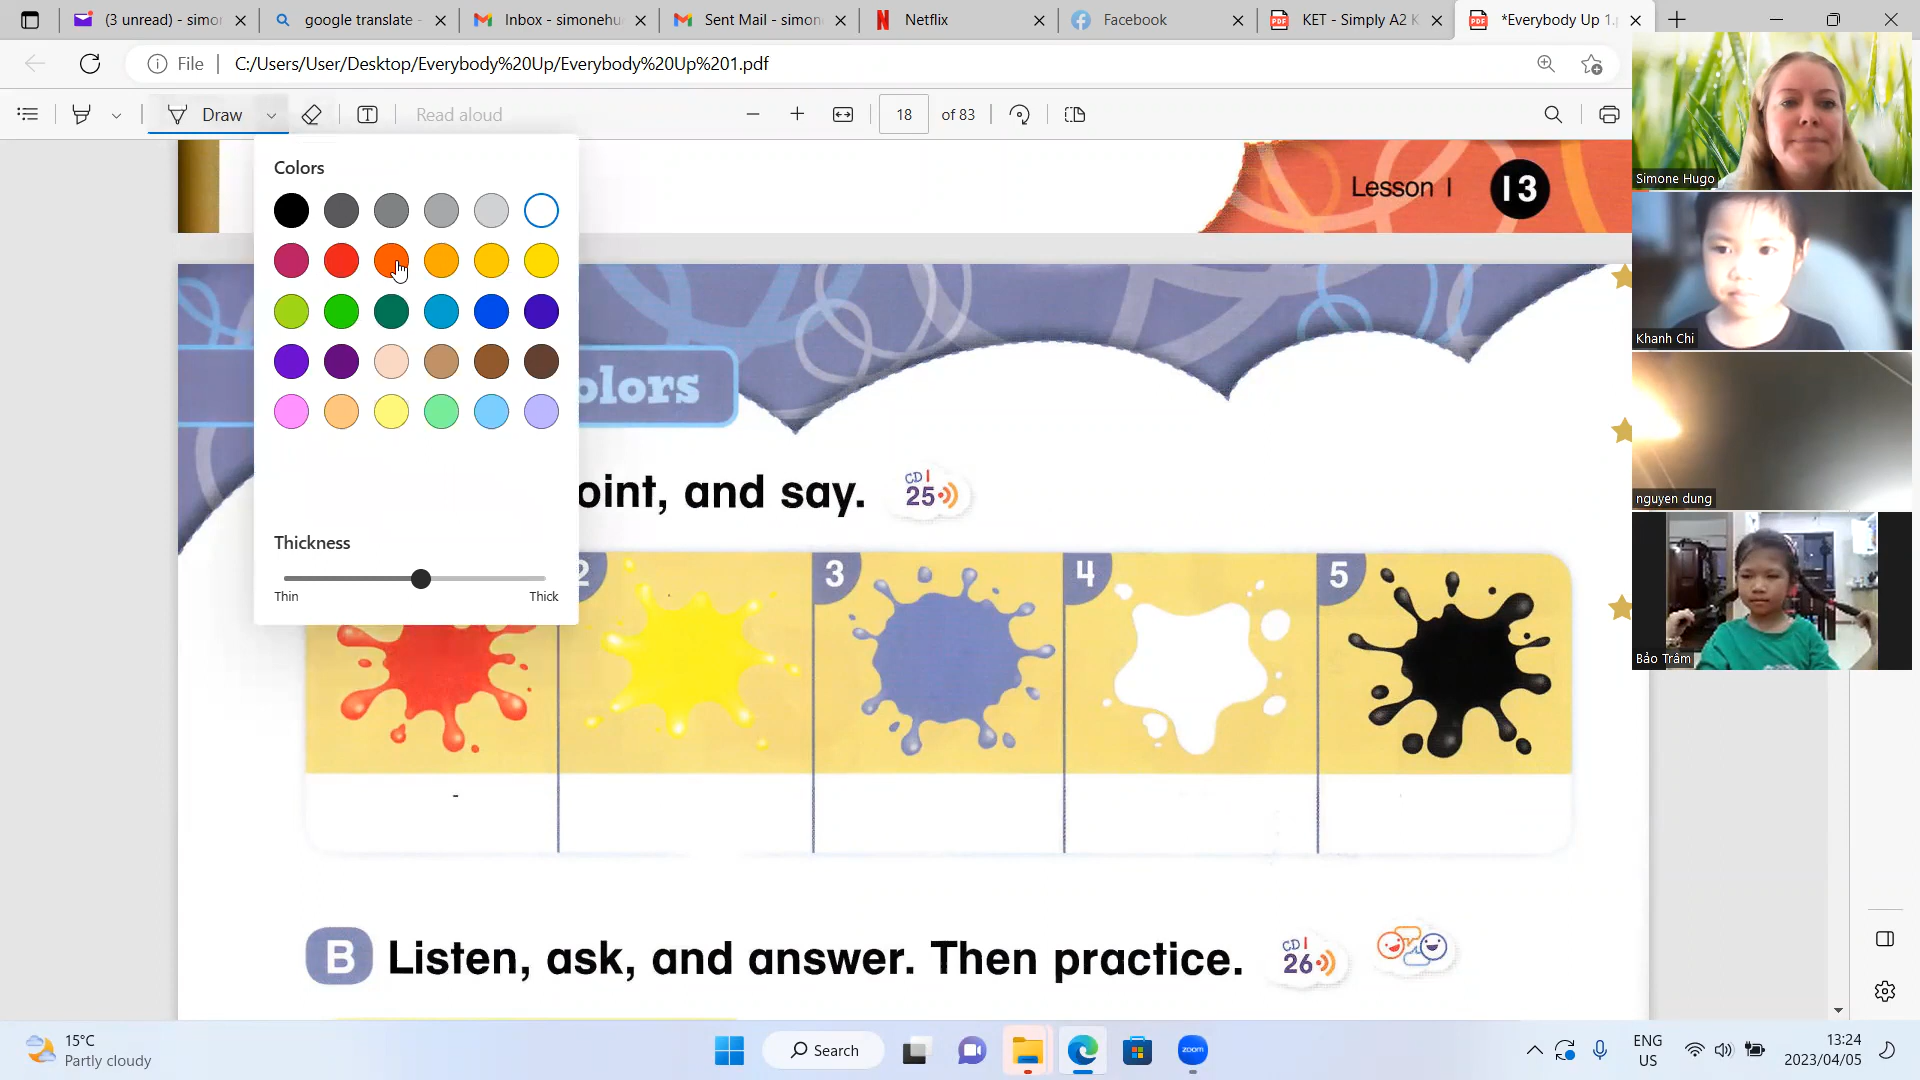 (3 unread) - simon
google translate -
Inbox - simonehu
Sent Mail - simon
Netflix
Facebook
KET - Simply A2 K
*Everybody Up 1.p
File
C:/Users/User/Desktop/Everybody%20Up/Everybody%20Up%201.pdf
Draw
Read aloud
18
of 83
Colors
Thickness
Thin
Thick
Lesson 1
13
olors
oint, and say.
CD 1
25
2
3
4
5
B
Listen, ask, and answer. Then practice.
CD 1
26
Simone Hugo
Khanh Chi
nguyen dung
Bảo Trâm
15°C
Partly cloudy
Search
zoom
ENG
US
13:24
2023/04/05